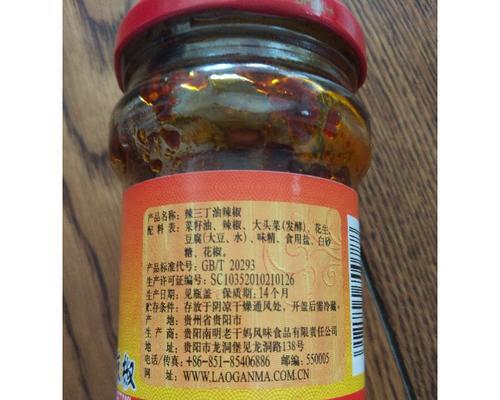 产品名称：辣三丁油辣椒
配 料 表：菜籽油、辣椒、大头菜(发酵)、花生、
豆腐(大豆、水)、味精、食用盐、白砂
糖、花椒。
产品标准代号：GB/T 20293
生产许可证编号：SC10352010210126
生产日期：见瓶盖 保质期：14个月
贮存条件：存放于阴凉干燥通风处，开盖后需冷藏。
产 地：贵州省贵阳市
生 产 商：贵阳南明老干妈风味食品有限责任公司
地 址：贵阳市龙洞堡见龙洞路138号
电话/传真：+86-851-85406886 邮编：550005
网 址：WWW.LAOGANMA.COM.CN
椒